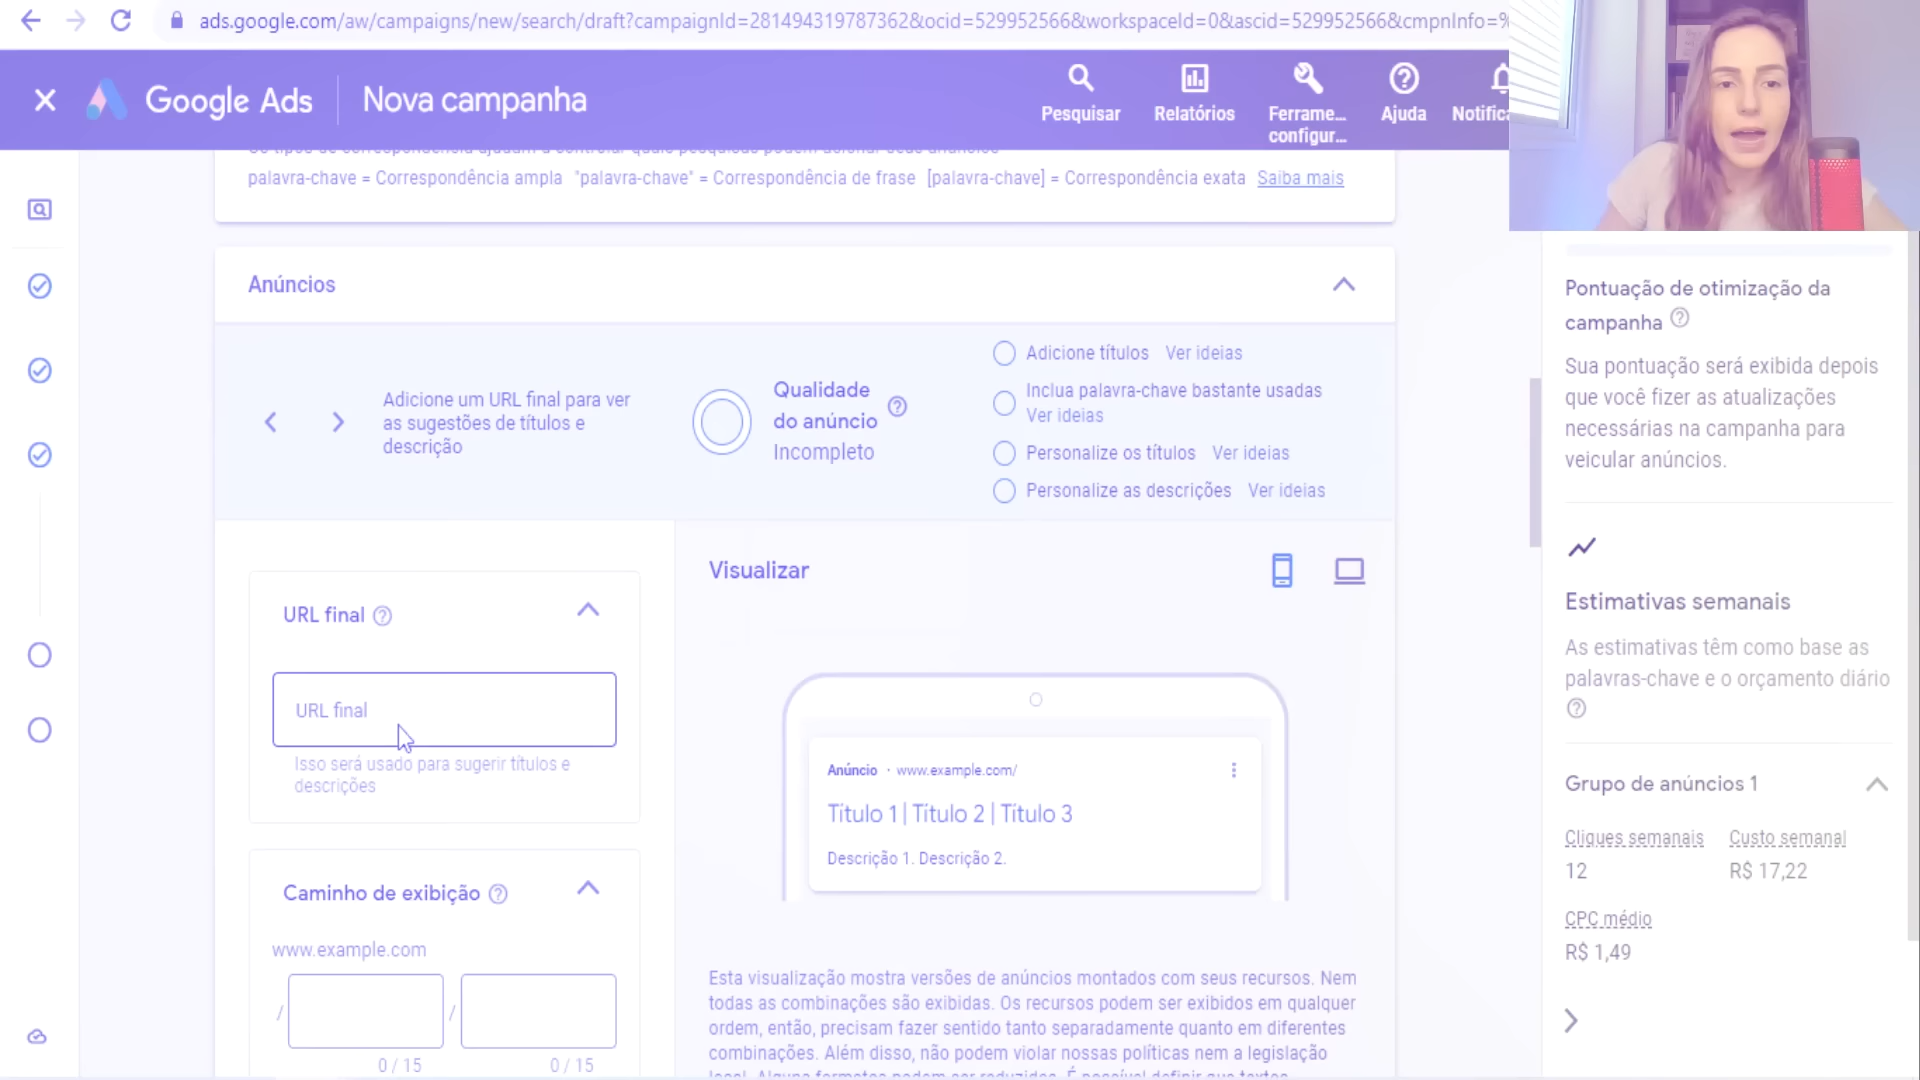 ads.google.com/aw/campaigns/new/search/draft?campaignId=281494319787362&ocid=529952566&workspaceId=0&ascid=529952566&cmpnInfo=%
Google Ads
Nova campanha
Pesquisar
Relatórios
Ferrame...
configur...
Ajuda
Notific
palavra-chave = Correspondência ampla "palavra-chave" = Correspondência de frase [palavra-chave] = Correspondência exata Saiba mais
Anúncios
Adicione um URL final para ver
as sugestões de títulos e
descrição
Qualidade
do anúncio
Incompleto
Adicione títulos Ver ideias
Inclua palavra-chave bastante usadas
Ver ideias
Personalize os títulos Ver ideias
Personalize as descrições Ver ideias
URL final
URL final
Isso será usado para sugerir títulos e
descrições
Caminho de exibição
www.example.com
/ /
0 / 15 0 / 15
Visualizar
Anúncio · www.example.com/
Título 1 | Título 2 | Título 3
Descrição 1. Descrição 2.
Esta visualização mostra versões de anúncios montados com seus recursos. Nem
todas as combinações são exibidas. Os recursos podem ser exibidos em qualquer
ordem, então, precisam fazer sentido tanto separadamente quanto em diferentes
combinações. Além disso, não podem violar nossas políticas nem a legislação
Pontuação de otimização da
campanha
Sua pontuação será exibida depois
que você fizer as atualizações
necessárias na campanha para
veicular anúncios.
Estimativas semanais
As estimativas têm como base as
palavras-chave e o orçamento diário
Grupo de anúncios 1
Cliques semanais Custo semanal
12 R$ 17,22
CPC médio
R$ 1,49